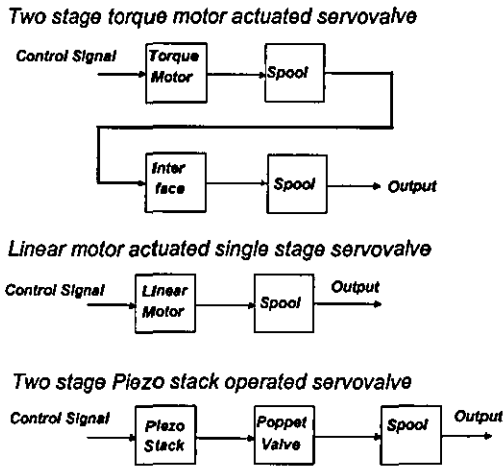 Two stage torque motor actuated servovalve
Control Signal
Torque
Motor
Spool
Inter
face
Spool
Output
Linear motor actuated single stage servovalve
Control Signal
Linear
Motor
Spool
Output
Two stage Piezo stack operated servovalve
Control Signal
Piezo
Stack
Poppet
Valve
Spool
Output